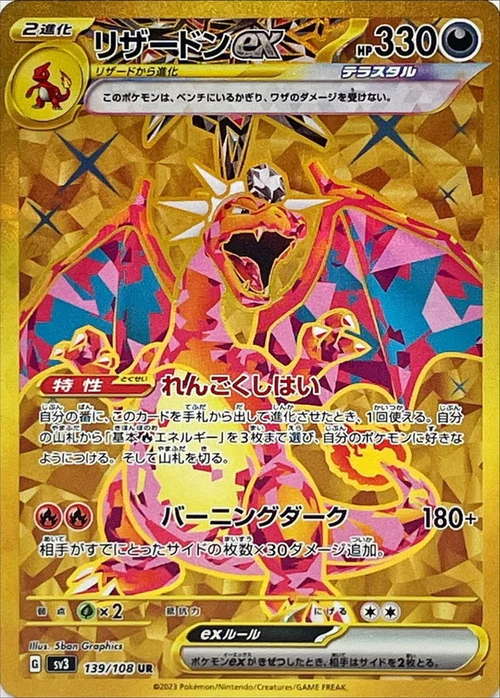 2進化
リザードンex
HP330
リザードから進化
テラスタル
このポケモンは、ベンチにいるかぎり、ワザのダメージを受けない。
特性 とくせい れんごくしはい
自分の番に、このカードを手札から出して進化させたとき、1回使える。自分
の山札から「基本エネルギー」を3枚まで選び、自分のポケモンに好きな
ようにつける。そして山札を切る。
バーニングダーク 180+
相手がすでにとったサイドの枚数×30ダメージ追加。
弱点 ×2 抵抗力 にげる
Illus. 5ban Graphics
exルール
ポケモンexがきぜつしたとき、相手はサイドを2枚とる。
G sv3 139/108 UR
©2023 Pokémon/Nintendo/Creatures/GAME FREAK.